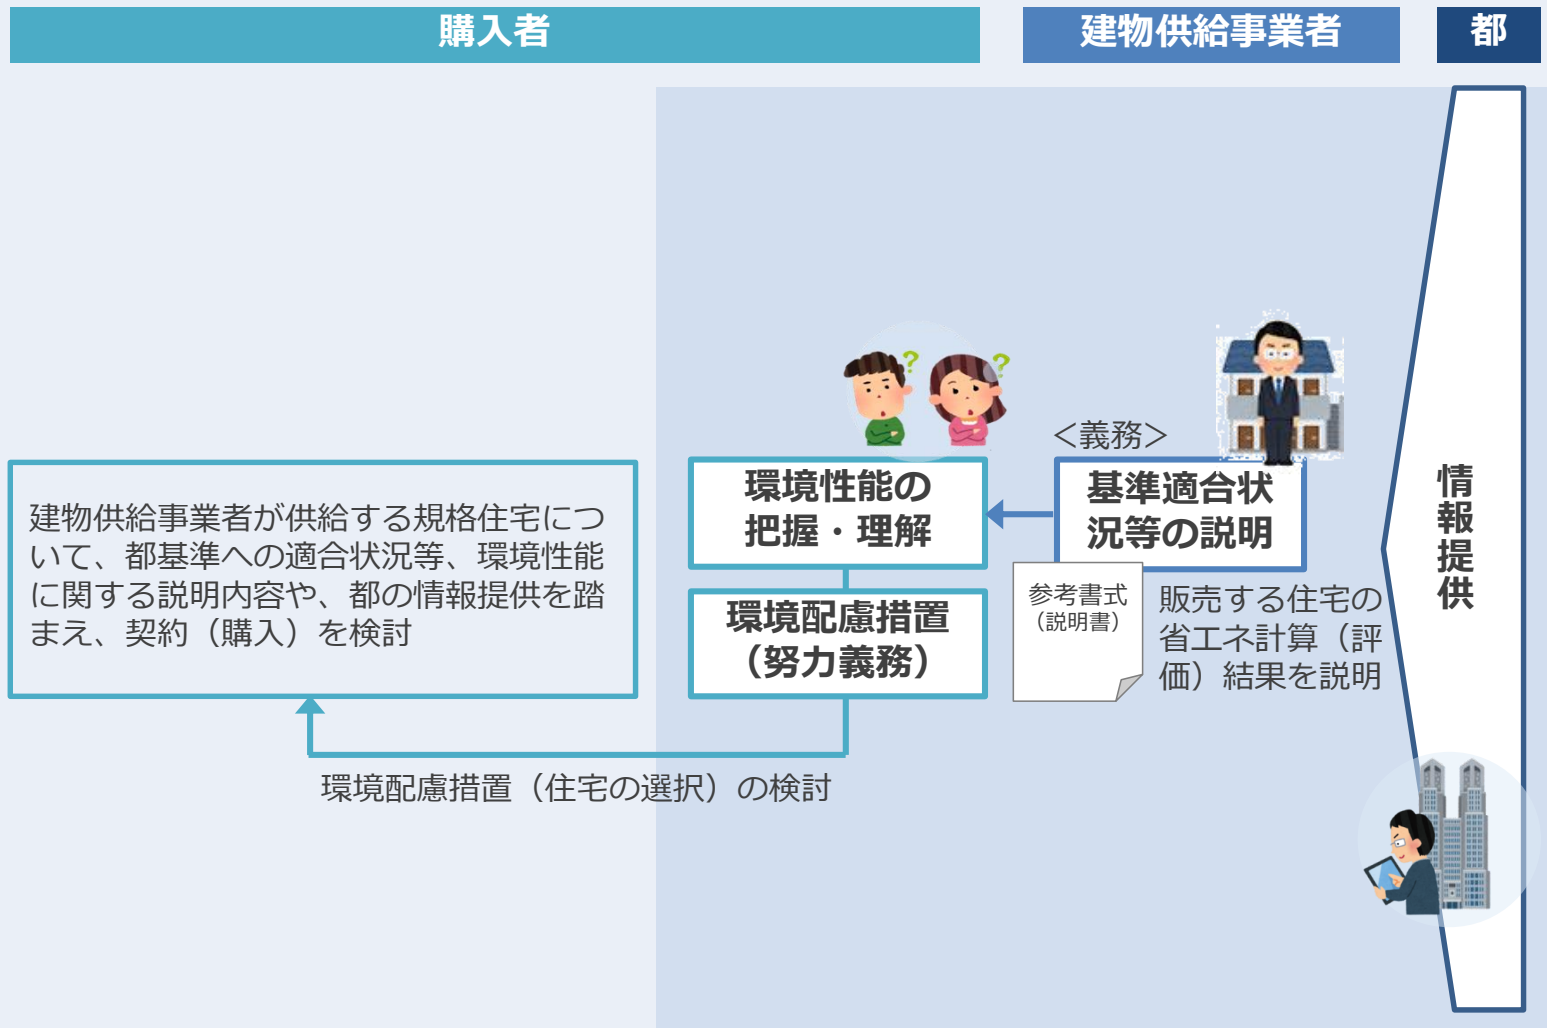 購入者
建物供給事業者
都
建物供給事業者が供給する規格住宅につ
いて、都基準への適合状況等、環境性能
に関する説明内容や、都の情報提供を踏
まえ、契約（購入）を検討
?
?
環境性能の
把握・理解
環境配慮措置
（努力義務）
環境配慮措置（住宅の選択）の検討
＜義務＞
基準適合状
況等の説明
参考書式
（説明書）
販売する住宅の
省エネ計算（評
価）結果を説明
情報提供